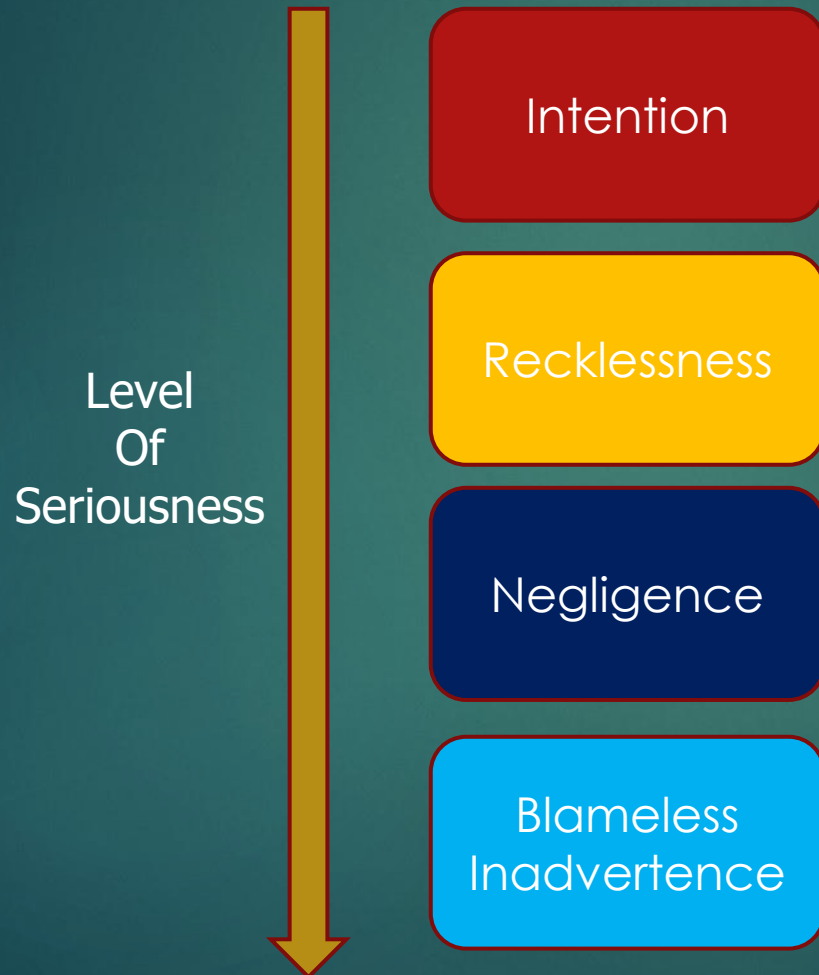 Intention
Recklessness
Level
Of
Seriousness
Negligence
Blameless
Inadvertence